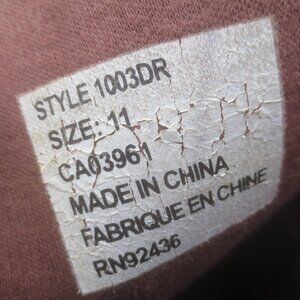 STYLE 1003DR
SIZE: 11
CA03961
MADE IN CHINA
FABRIQUE EN CHINE
RN92436